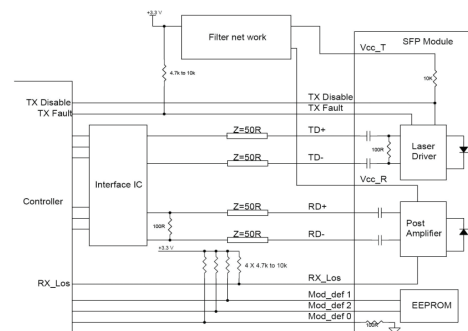 +3.3 V
Filter net work
Vcc_T
SFP Module
4.7k to 10k
10K
TX Disable
TX Disable
TX Fault
TX Fault
Z=50R
TD+
100R
Laser
Driver
Z=50R
TD-
Interface IC
Vcc_R
Controller
Z=50R
RD+
100R
Post
Amplifier
Z=50R
RD-
+3.3 V
4 X 4.7k to 10k
RX_Los
RX_Los
Mod_def 1
Mod_def 2
EEPROM
Mod_def 0
100R